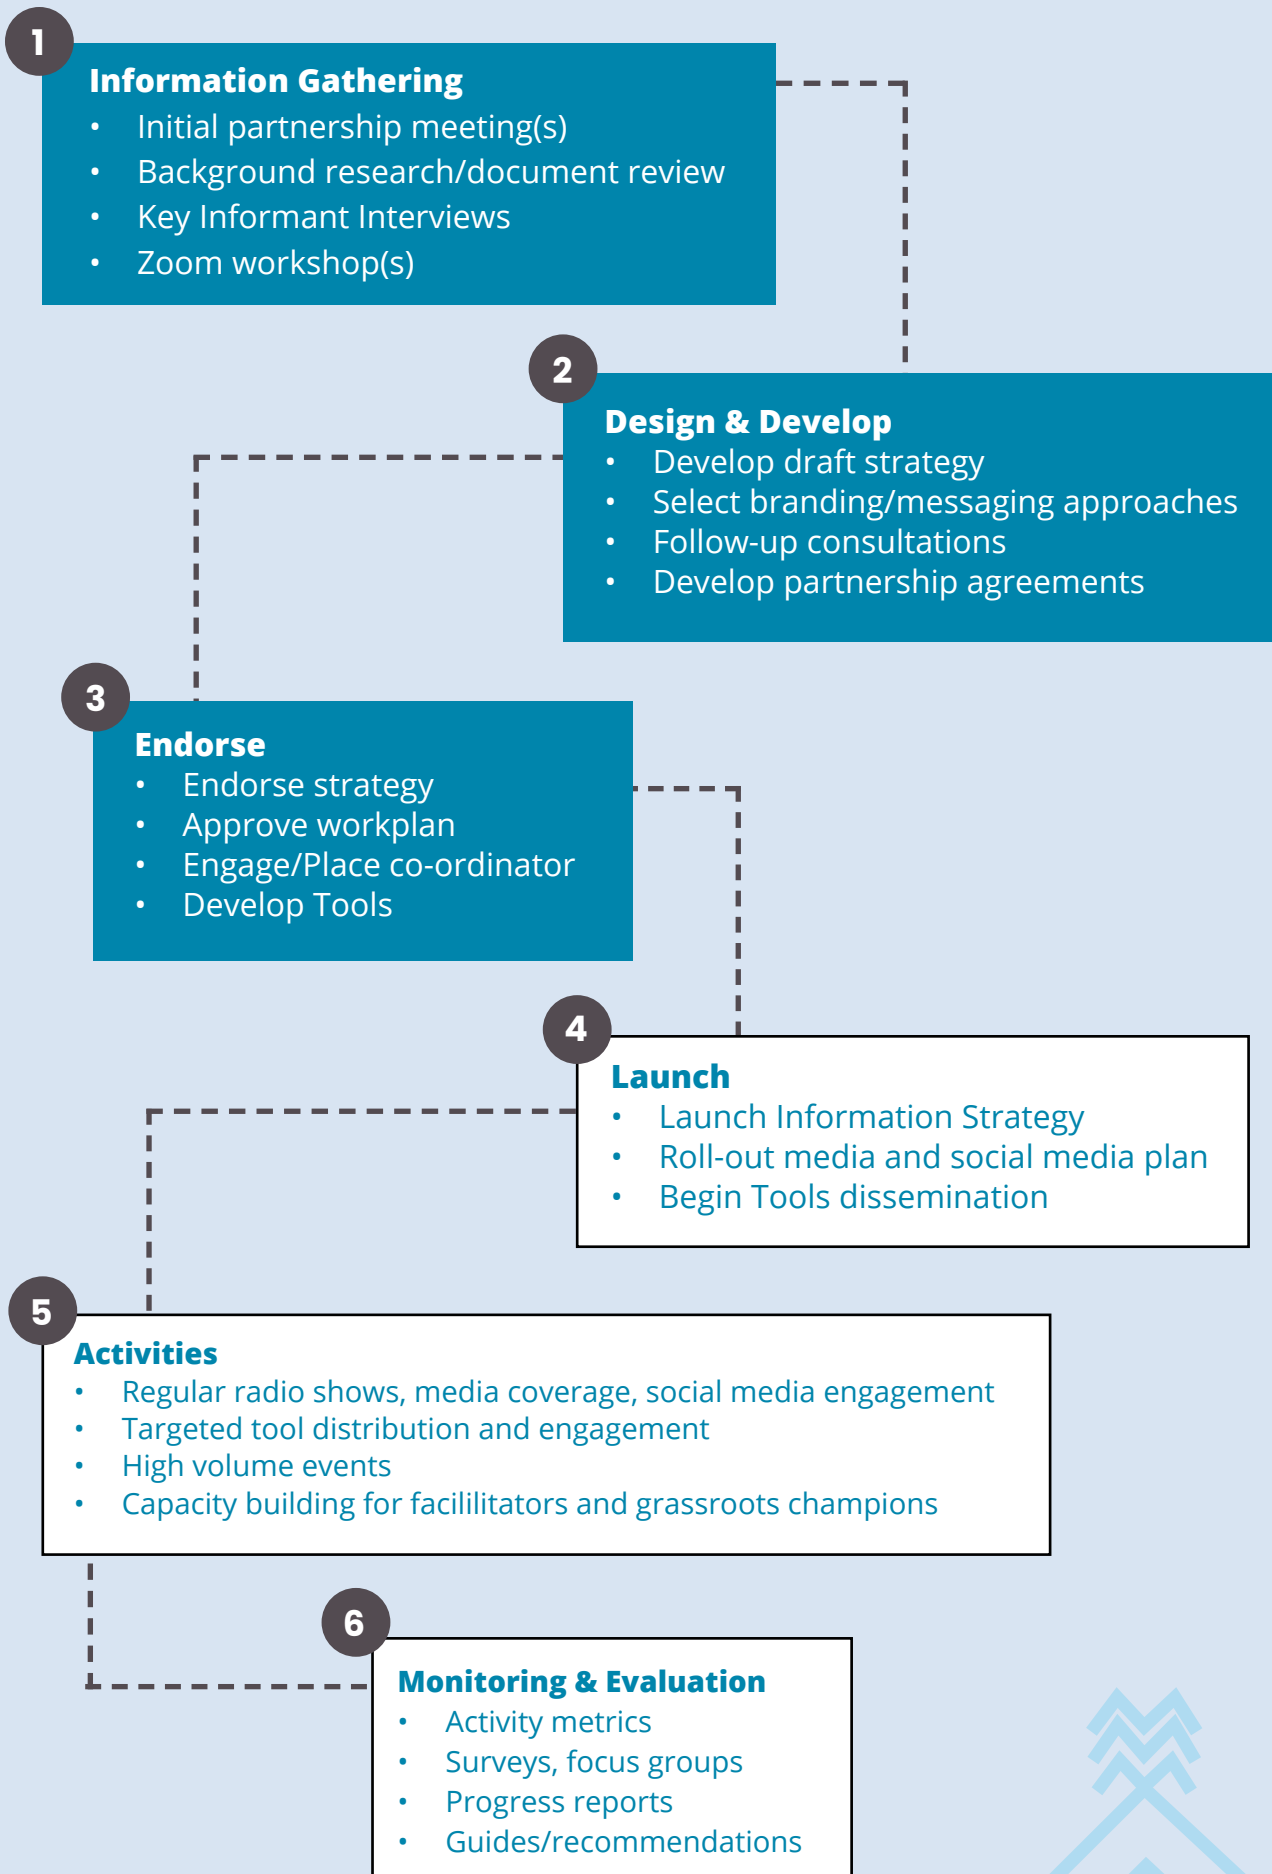 1
Information Gathering
• Initial partnership meeting(s)
• Background research/document review
• Key Informant Interviews
• Zoom workshop(s)
2
Design & Develop
• Develop draft strategy
• Select branding/messaging approaches
• Follow-up consultations
• Develop partnership agreements
3
Endorse
• Endorse strategy
• Approve workplan
• Engage/Place co-ordinator
• Develop Tools
4
Launch
• Launch Information Strategy
• Roll-out media and social media plan
• Begin Tools dissemination
5
Activities
• Regular radio shows, media coverage, social media engagement
• Targeted tool distribution and engagement
• High volume events
• Capacity building for facililitators and grassroots champions
6
Monitoring & Evaluation
• Activity metrics
• Surveys, focus groups
• Progress reports
• Guides/recommendations